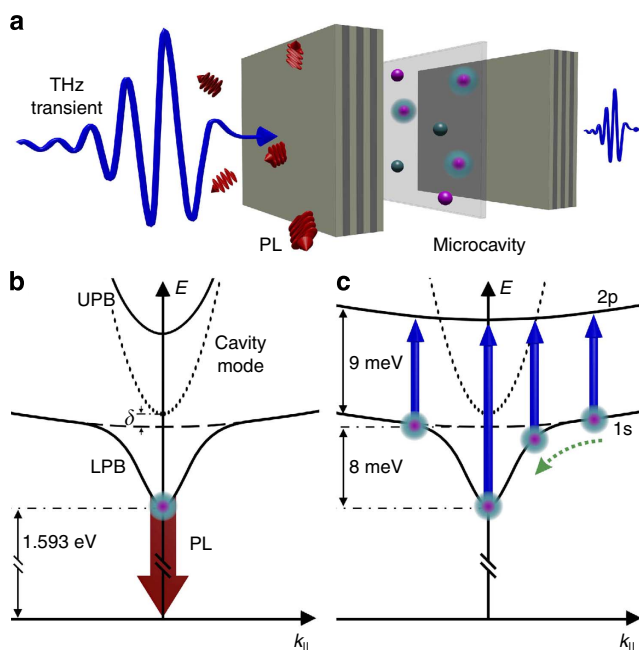 a
THz
transient
PL
Microcavity
b
E
UPB
Cavity
mode
δ
LPB
1.593 eV
PL
k||
c
E
2p
9 meV
1s
8 meV
k||